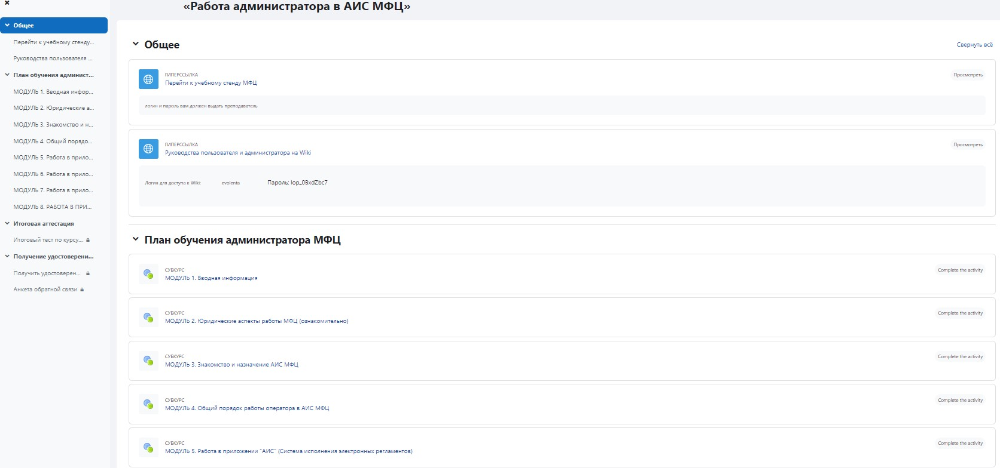 «Работа администратора в АИС МФЦ»
Общее
Перейти к учебному стенду...
Руководства пользователя ...
План обучения админист...
МОДУЛЬ 1. Вводная инфор...
МОДУЛЬ 2. Юридические а...
МОДУЛЬ 3. Знакомство и н...
МОДУЛЬ 4. Общий порядо...
МОДУЛЬ 5. Работа в прило...
МОДУЛЬ 6. Работа в прило...
МОДУЛЬ 7. Работа в прило...
МОДУЛЬ 8. РАБОТА В ПРИ...
Итоговая аттестация
Итоговый тест по курсу...
Получение удостоверени...
Получить удостоверен...
Анкета обратной связи
Общее
Свернуть всё
ГИПЕРССЫЛКА
Перейти к учебному стенду МФЦ
Просмотреть
логин и пароль вам должен выдать преподаватель
ГИПЕРССЫЛКА
Руководства пользователя и администратора на Wiki
Просмотреть
Логин для доступа к Wiki: evolenta Пароль: lop_0BxdZbc7
План обучения администратора МФЦ
СУБКУРС
МОДУЛЬ 1. Вводная информация
Complete the activity
СУБКУРС
МОДУЛЬ 2. Юридические аспекты работы МФЦ (ознакомительно)
Complete the activity
СУБКУРС
МОДУЛЬ 3. Знакомство и назначение АИС МФЦ
Complete the activity
СУБКУРС
МОДУЛЬ 4. Общий порядок работы оператора в АИС МФЦ
Complete the activity
СУБКУРС
МОДУЛЬ 5. Работа в приложении "АИС" (Система исполнения электронных регламентов)
Complete the activity